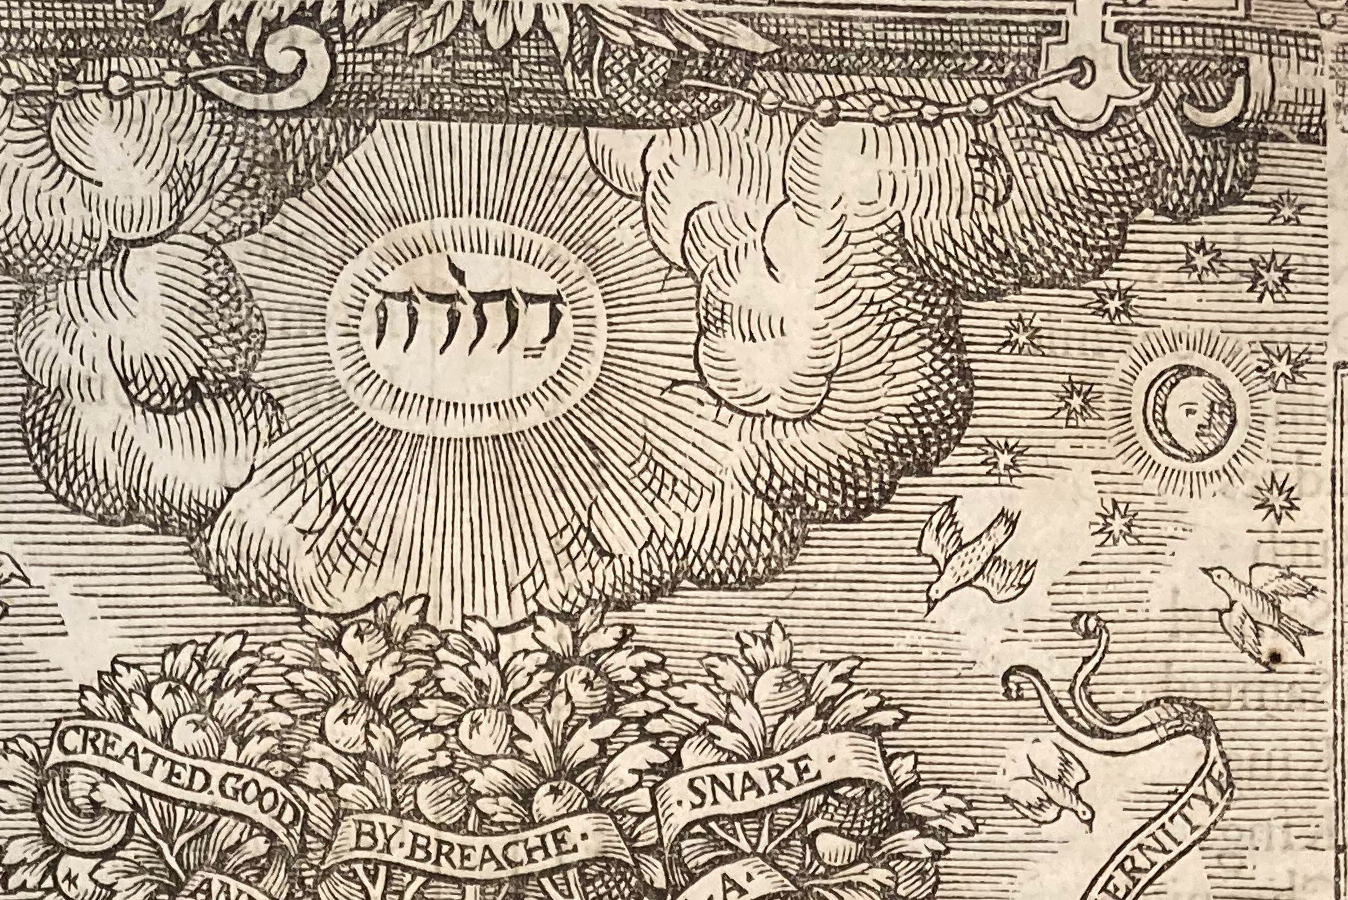 יהוה
CREATED.GOOD
·SNARE·
BY·BREACHE·
A·
ERNITYE